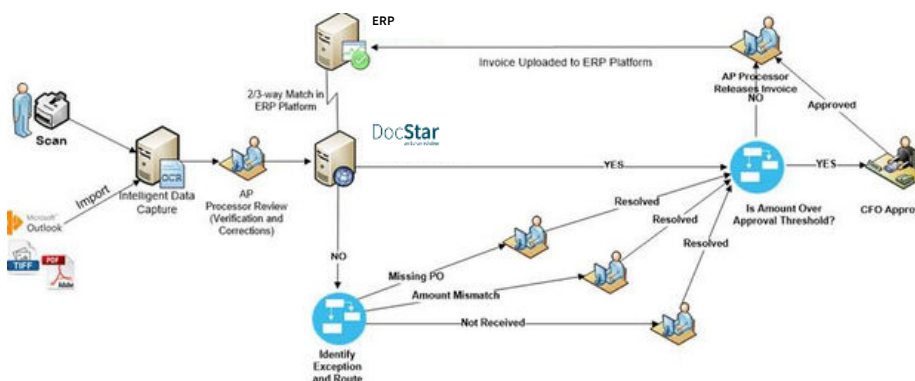 ERP
Invoice Uploaded to ERP Platform
AP Processor
Releases Invoice
NO
Approved
2/3-way Match in
ERP Platform
DocStar
Scan
OCR
Intelligent Data
Capture
Import
AP
Processor Review
(Verification and
Corrections)
YES
YES
Is Amount Over
Approval Threshold?
CFO Approv
Resolved
Resolved
Resolved
Microsoft
Outlook
TIFF
PDF
Adobe
NO
Missing PO
Amount Mismatch
Not Received
Identify
Exception
and Route